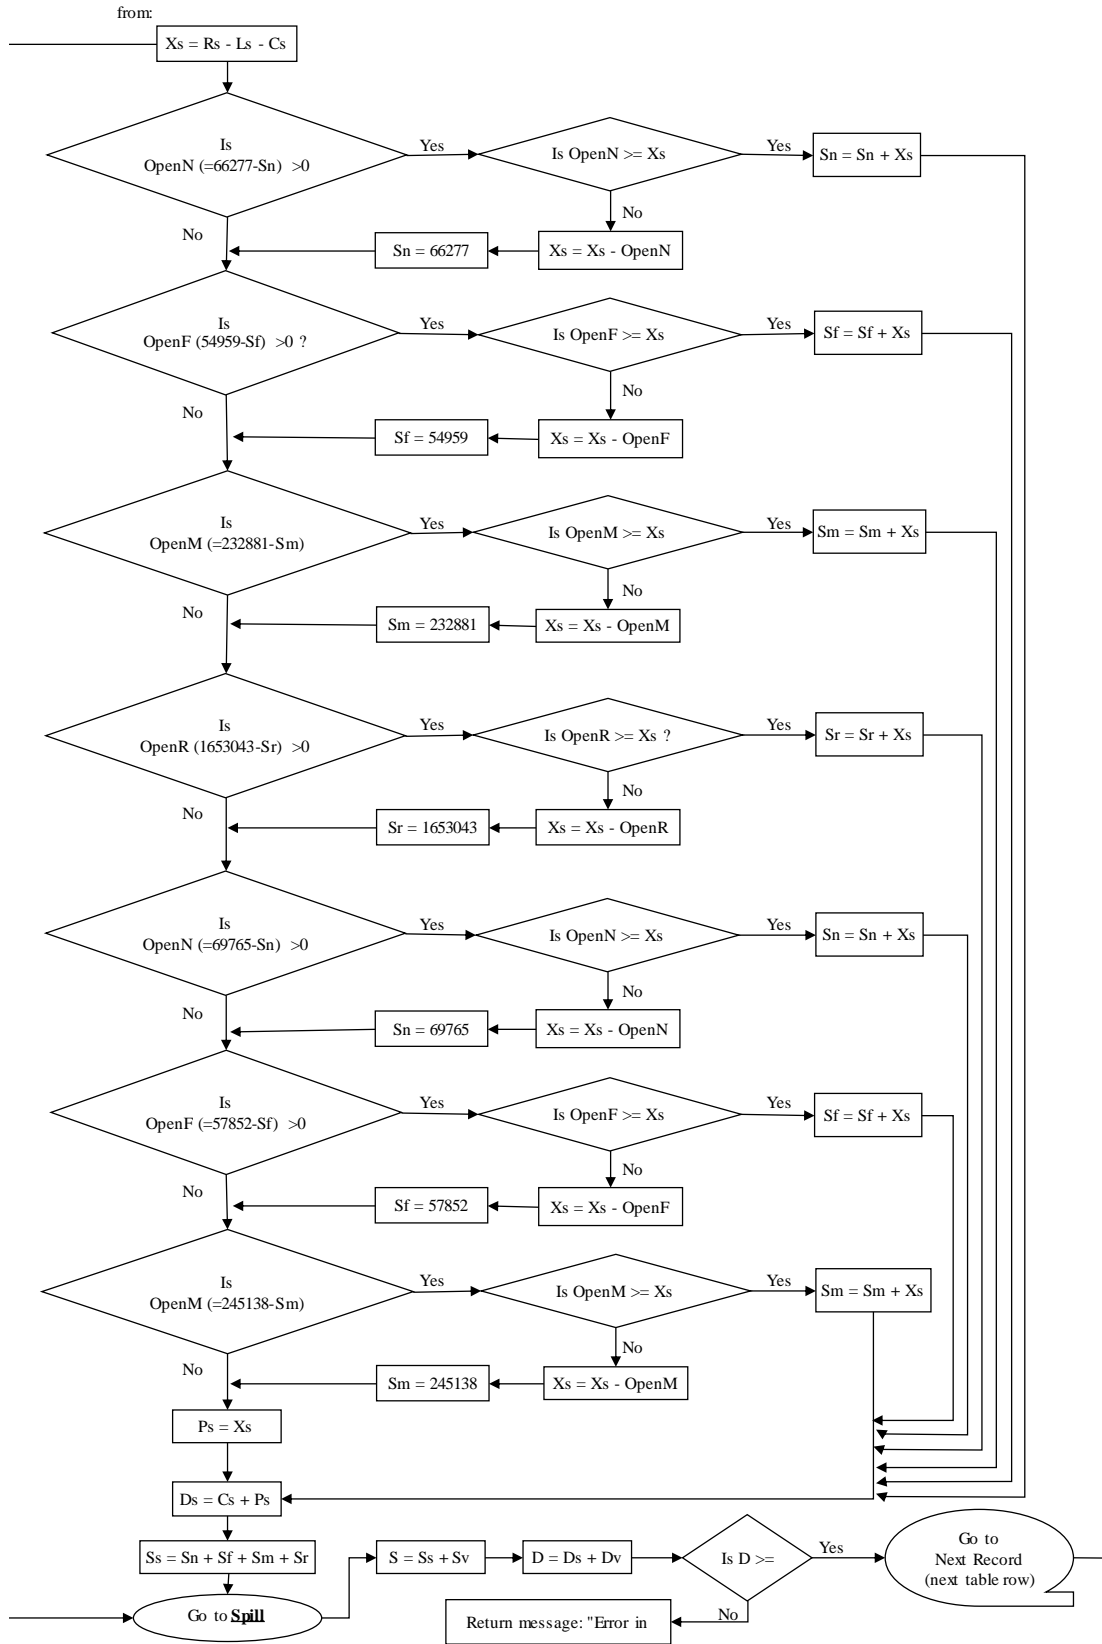 from:
Xs = Rs - Ls - Cs
Is
OpenN (=66277-Sn) >0
Yes
Is OpenN >= Xs
Yes
Sn = Sn + Xs
No
No
Sn = 66277
Xs = Xs - OpenN
Is
OpenF (54959-Sf) >0 ?
Yes
Is OpenF >= Xs
Yes
Sf = Sf + Xs
No
No
Sf = 54959
Xs = Xs - OpenF
Is
OpenM (=232881-Sm)
Yes
Is OpenM >= Xs
Yes
Sm = Sm + Xs
No
No
Sm = 232881
Xs = Xs - OpenM
Is
OpenR (1653043-Sr) >0
Yes
Is OpenR >= Xs ?
Yes
Sr = Sr + Xs
No
No
Sr = 1653043
Xs = Xs - OpenR
Is
OpenN (=69765-Sn) >0
Yes
Is OpenN >= Xs
Yes
Sn = Sn + Xs
No
No
Sn = 69765
Xs = Xs - OpenN
Is
OpenF (=57852-Sf) >0
Yes
Is OpenF >= Xs
Yes
Sf = Sf + Xs
No
No
Sf = 57852
Xs = Xs - OpenF
Is
OpenM (=245138-Sm)
Yes
Is OpenM >= Xs
Yes
Sm = Sm + Xs
No
No
Sm = 245138
Xs = Xs - OpenM
Ps = Xs
Ds = Cs + Ps
Ss = Sn + Sf + Sm + Sr
Go to Spill
S = Ss + Sv
D = Ds + Dv
Is D >=
Yes
Go to
Next Record
(next table row)
No
Return message: "Error in